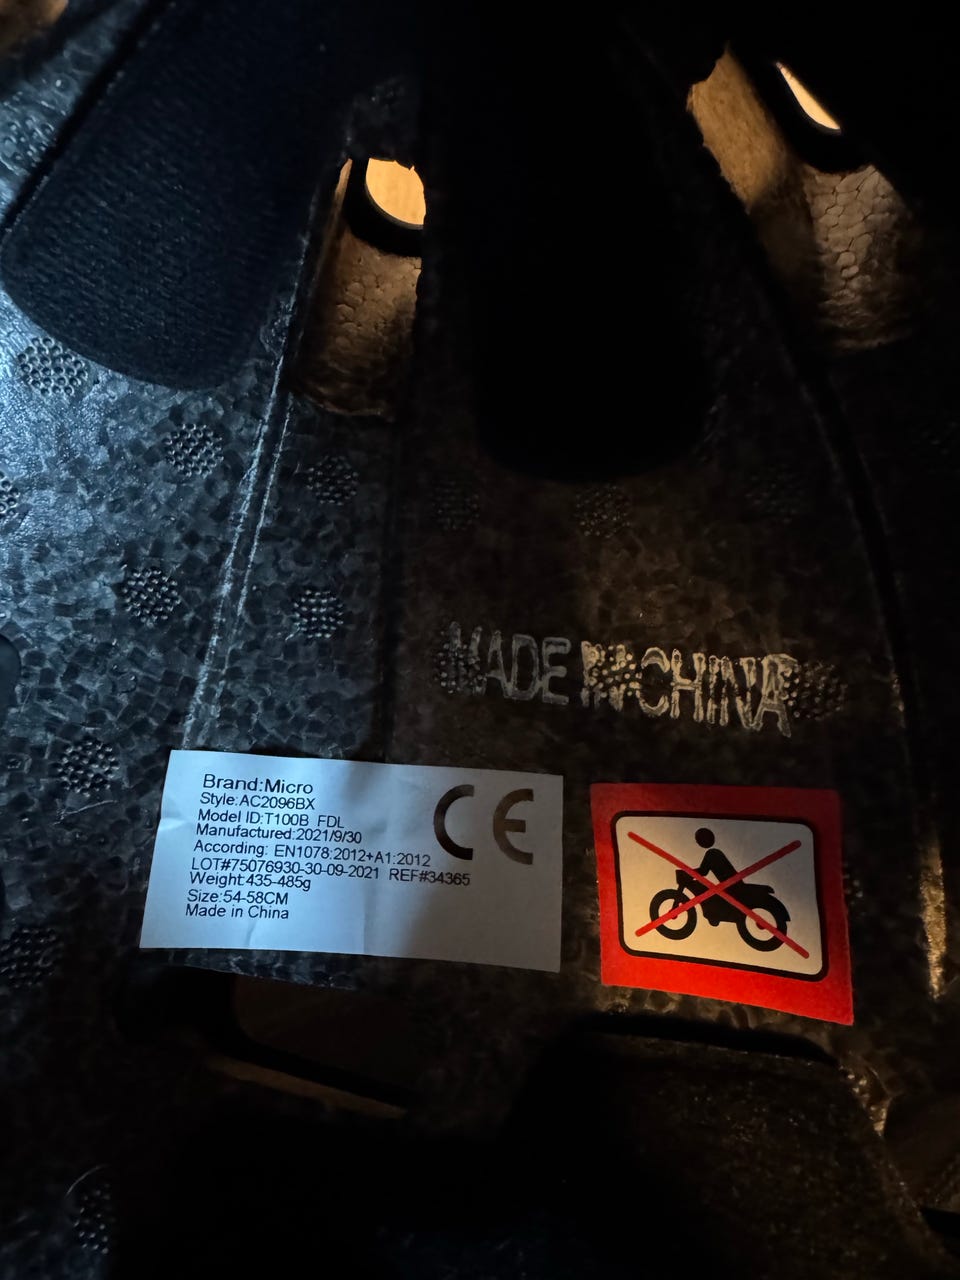 MADE IN CHINA
Brand:Micro
Style:AC2096BX
Model ID:T100B FDL
Manufactured:2021/9/30
According: EN1078:2012+A1:2012
LOT#75076930-30-09-2021 REF#34365
Weight:435-485g
Size:54-58CM
Made in China
CE